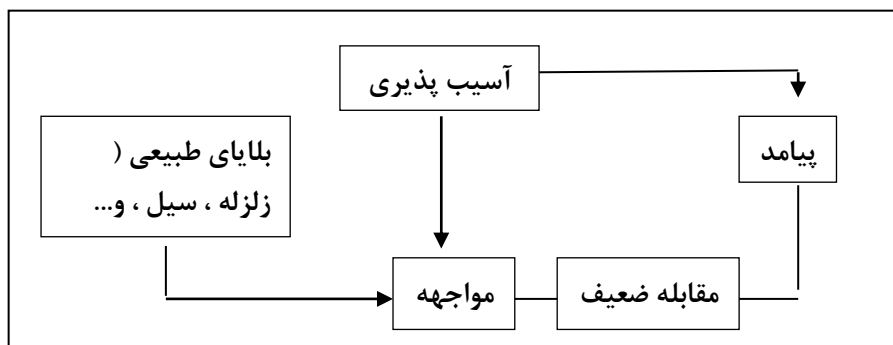 آسیب پذیری
پیامد
بلایای طبیعی (
زلزله ، سیل ، و...
مواجهه
مقابله ضعیف